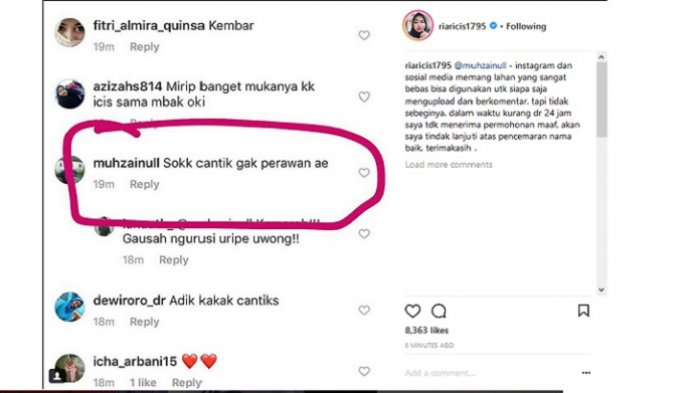 fitri_almira_quinsa Kembar
19m Reply
azizahs814 Mirip banget mukanya kk
icis sama mbak oki
19m Reply
muhzainull Sokk cantik gak perawan ae
19m Reply
Gausah ngurusi uripe uwong!!
18m Reply
dewiroro_dr Adik kakak cantiks
18m Reply
icha_arbani15 ❤️❤️
18m 1 like Reply
riaricis1795 • Following
riaricis1795 @muhzainull - instagram dan
sosial media memang lahan yang sangat
bebas bisa digunakan utk siapa saja
mengupload dan berkomentar. tapi tidak
sebeginya. dalam waktu kurang dr 24 jam
saya tdk menerima permohonan maaf, akan
saya tindak lanjuti atas pencemaran nama
baik, terimakasih .
Load more comments
8,363 likes
6 MINUTES AGO
Add a comment...